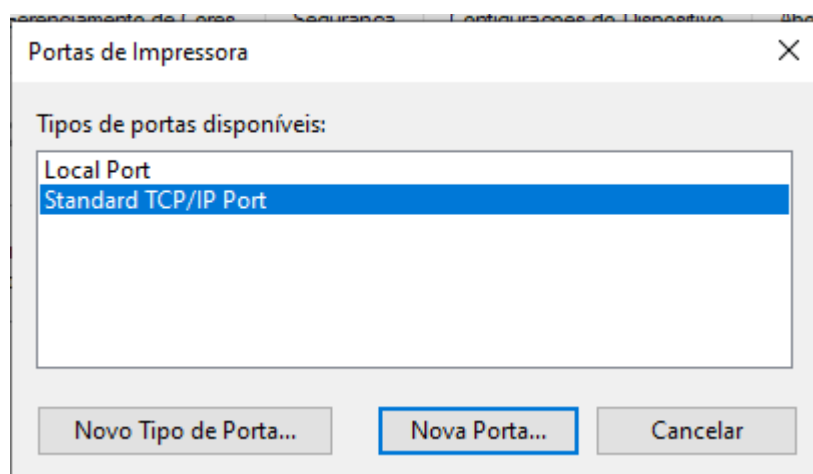 Portas de Impressora
Tipos de portas disponíveis:
Local Port
Standard TCP/IP Port
Novo Tipo de Porta... Nova Porta... Cancelar